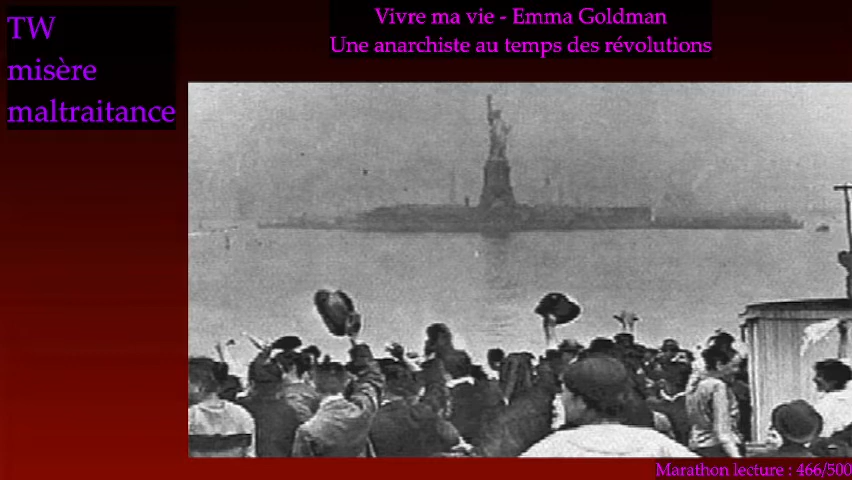 TW
misère
maltraitance
Vivre ma vie - Emma Goldman
Une anarchiste au temps des révolutions
Marathon lecture : 466/500